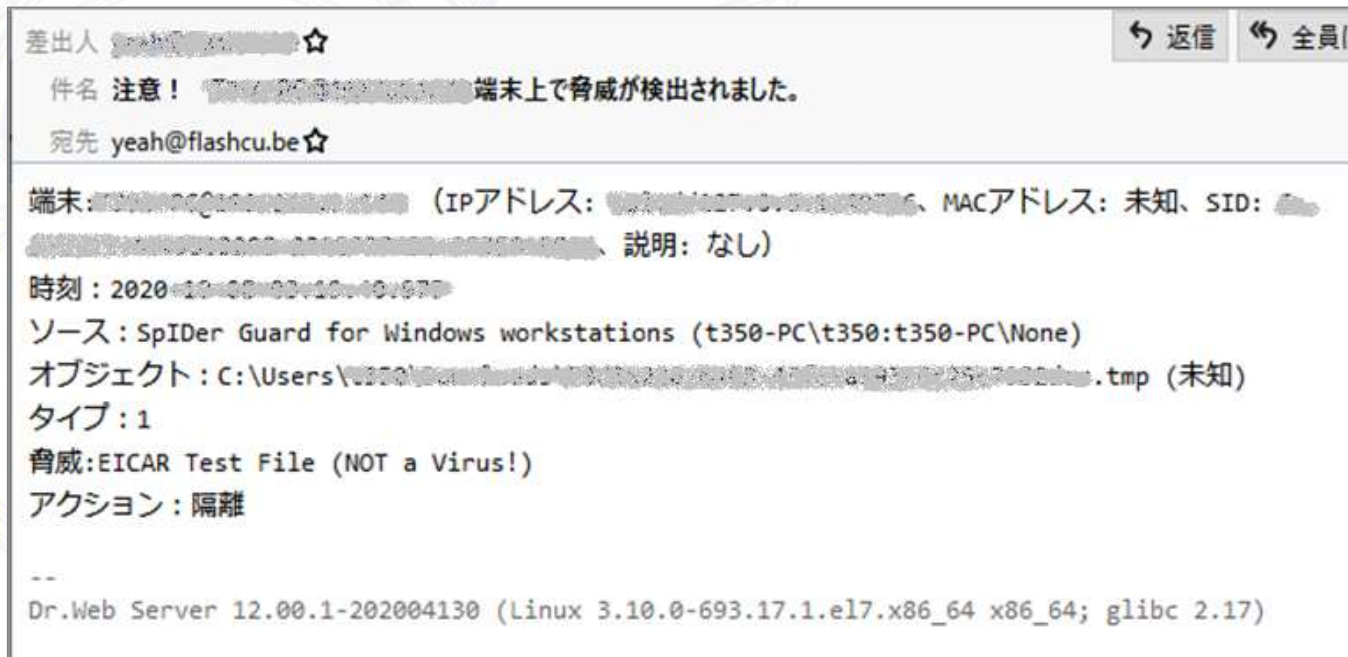 差出人
返信 全員に
件名 注意！ 端末上で脅威が検出されました。
宛先 yeah@flashcu.be
端末: （IPアドレス: 、MACアドレス: 未知、SID:
、説明: なし）
時刻：2020
ソース：SpIDer Guard for Windows workstations (t350-PC\t350:t350-PC\None)
オブジェクト：C:\Users\ .tmp (未知)
タイプ：1
脅威:EICAR Test File (NOT a Virus!)
アクション：隔離
--
Dr.Web Server 12.00.1-202004130 (Linux 3.10.0-693.17.1.el7.x86_64 x86_64; glibc 2.17)